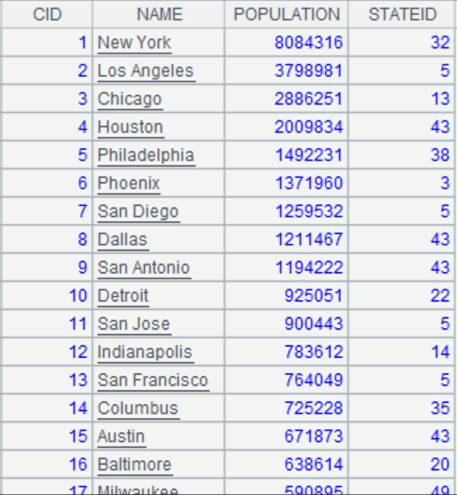 CID NAME POPULATION STATEID
1 New York 8084316 32
2 Los Angeles 3798981 5
3 Chicago 2886251 13
4 Houston 2009834 43
5 Philadelphia 1492231 38
6 Phoenix 1371960 3
7 San Diego 1259532 5
8 Dallas 1211467 43
9 San Antonio 1194222 43
10 Detroit 925051 22
11 San Jose 900443 5
12 Indianapolis 783612 14
13 San Francisco 764049 5
14 Columbus 725228 35
15 Austin 671873 43
16 Baltimore 638614 20
17 Milwaukee 590895 49